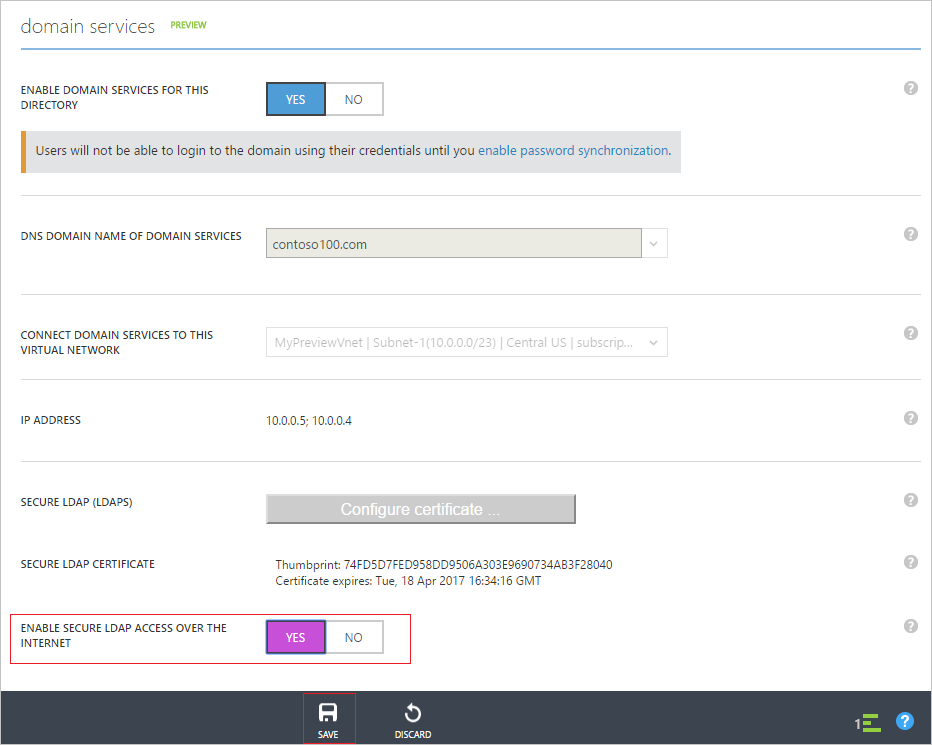 domain services PREVIEW
ENABLE DOMAIN SERVICES FOR THIS
DIRECTORY
YES NO
?
Users will not be able to login to the domain using their credentials until you enable password synchronization.
DNS DOMAIN NAME OF DOMAIN SERVICES
contoso100.com
?
CONNECT DOMAIN SERVICES TO THIS
VIRTUAL NETWORK
MyPreviewVnet | Subnet-1(10.0.0.0/23) | Central US | subscrip...
?
IP ADDRESS
10.0.0.5; 10.0.0.4
?
SECURE LDAP (LDAPS)
Configure certificate ...
?
SECURE LDAP CERTIFICATE
Thumbprint: 74FD5D7FED958DD9506A303E9690734AB3F28040
Certificate expires: Tue, 18 Apr 2017 16:34:16 GMT
?
ENABLE SECURE LDAP ACCESS OVER THE
INTERNET
YES NO
?
SAVE
DISCARD
1
?